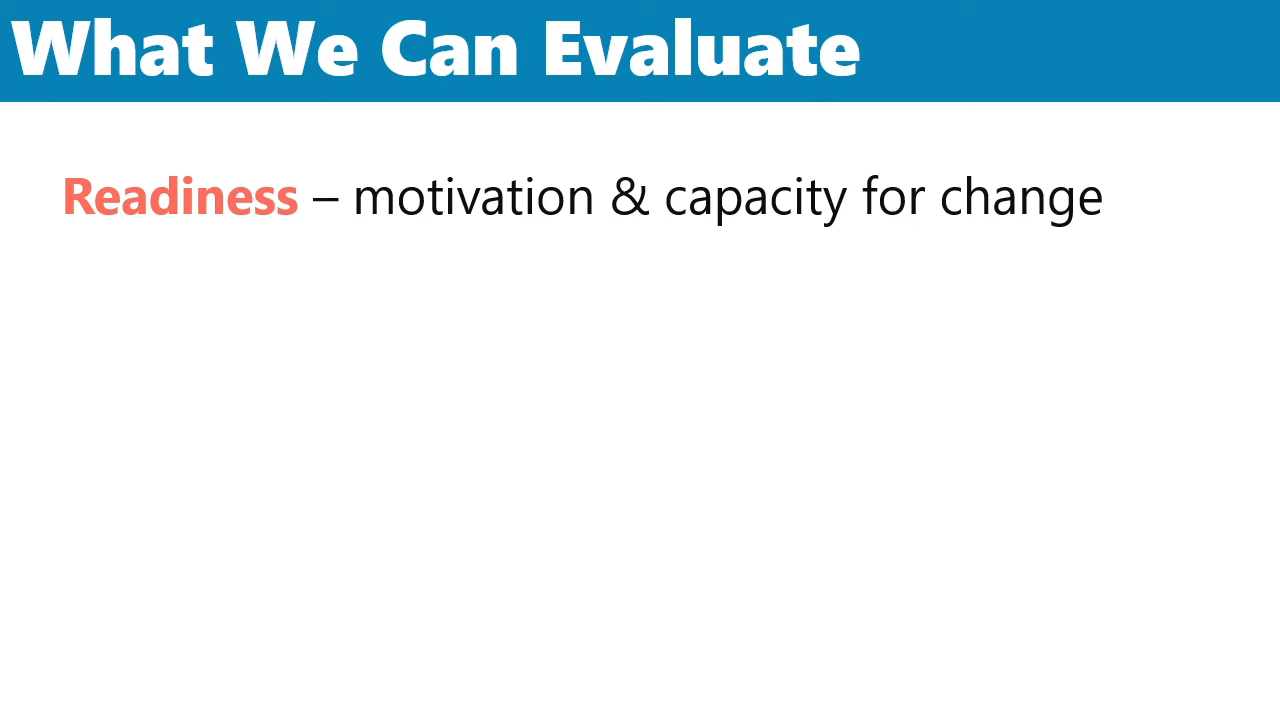 What We Can Evaluate
Readiness – motivation & capacity for change